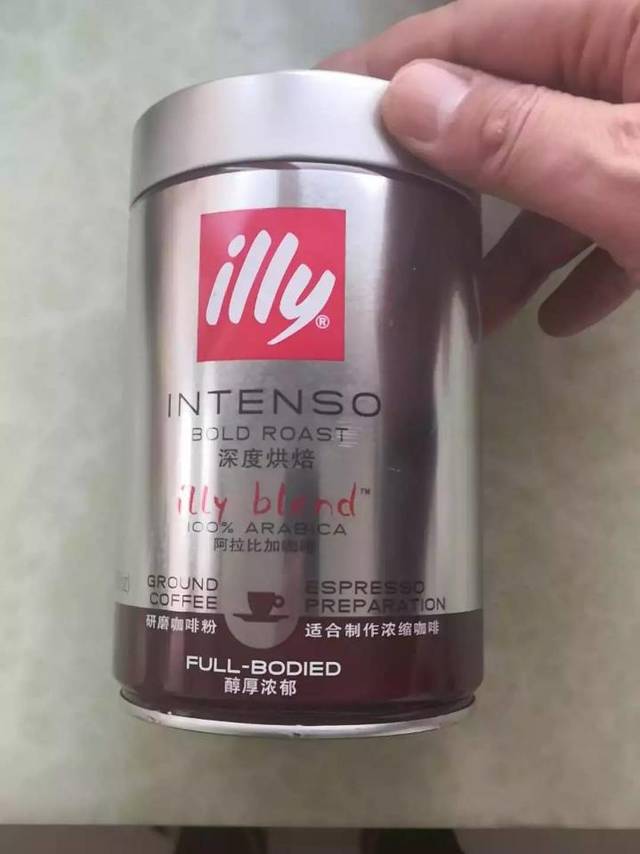 illy®
INTENSO
BOLD ROAST
深度烘焙
illy blend™
100% ARABICA
阿拉比加咖啡
GROUND
COFFEE
研磨咖啡粉
ESPRESSO
PREPARATION
适合制作浓缩咖啡
FULL-BODIED
醇厚浓郁